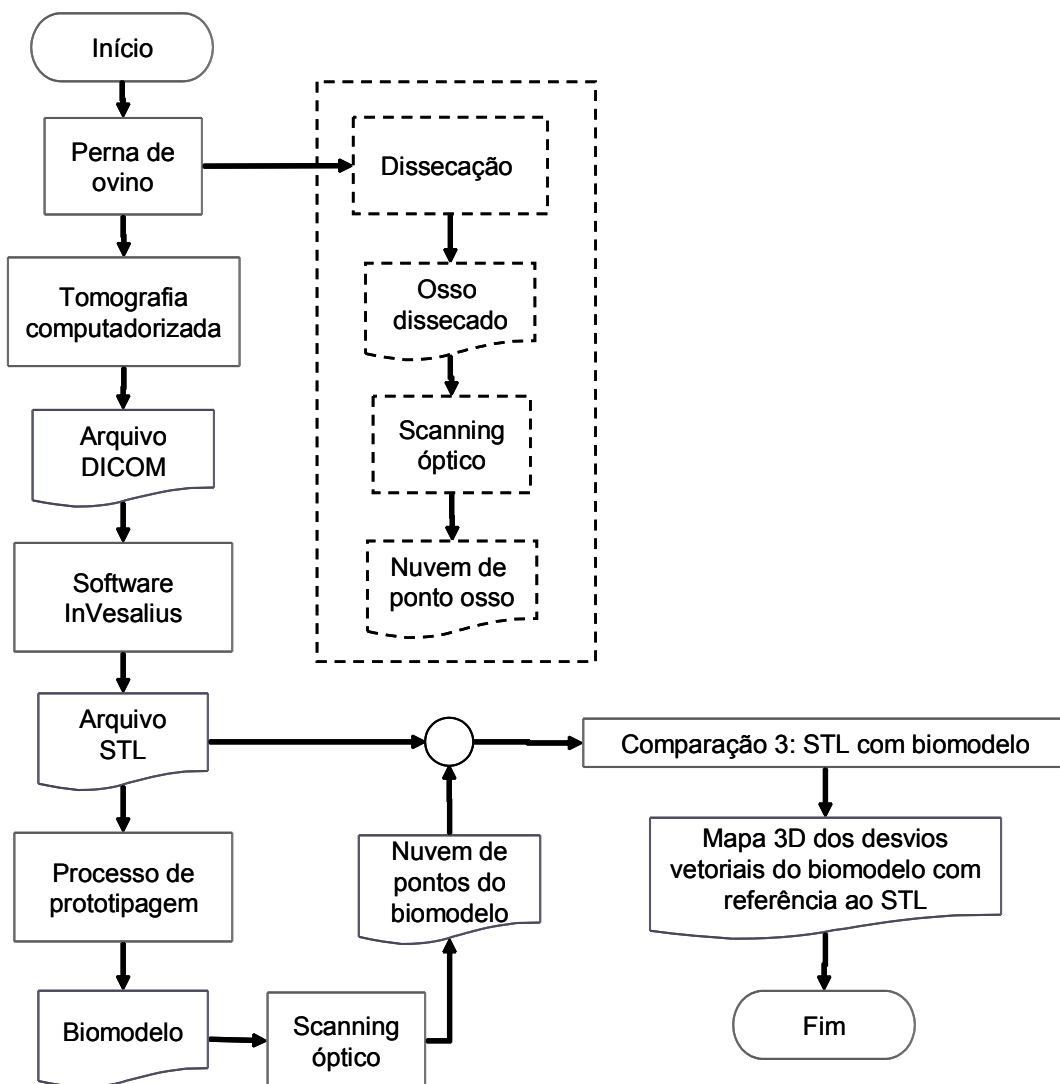 Início
Perna de
ovino
Dissecação
Tomografia
computadorizada
Osso
dissecado
Arquivo
DICOM
Scanning
óptico
Software
InVesalius
Nuvem de
ponto osso
Arquivo
STL
Comparação 3: STL com biomodelo
Processo de
prototipagem
Nuvem de
pontos do
biomodelo
Mapa 3D dos desvios
vetoriais do biomodelo com
referência ao STL
Biomodelo
Scanning
óptico
Fim